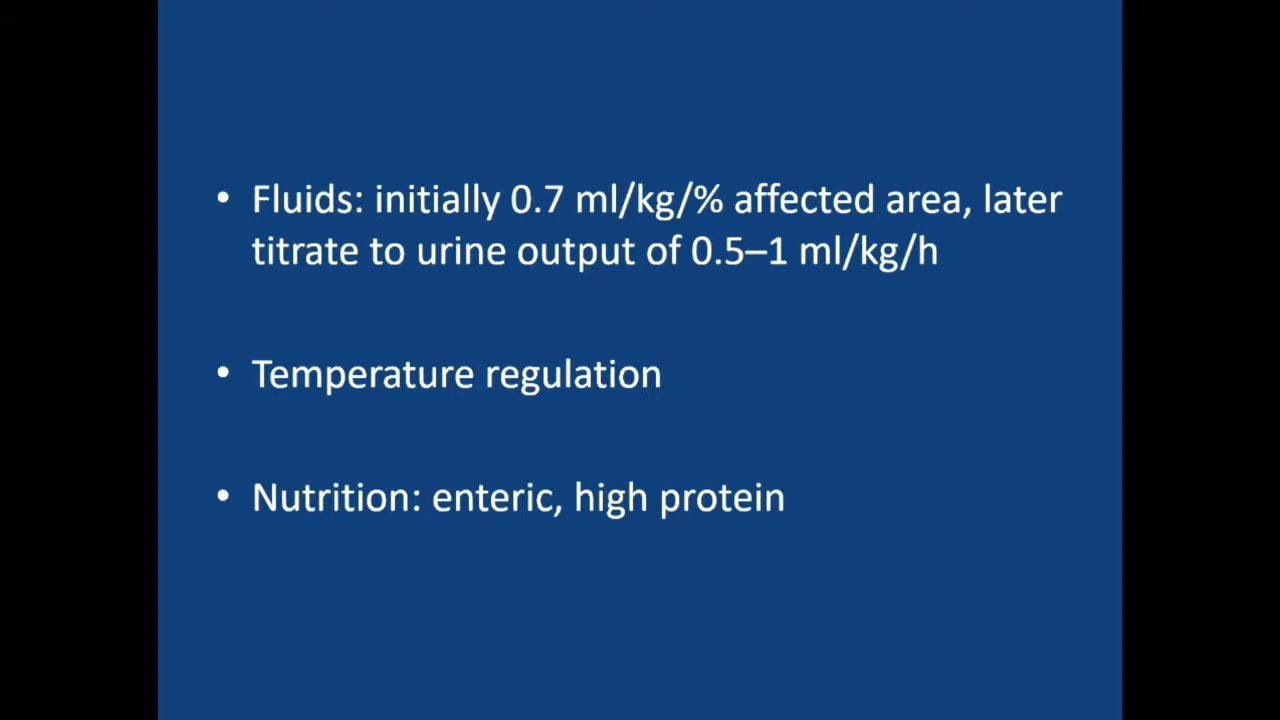 • Fluids: initially 0.7 ml/kg/% affected area, later
titrate to urine output of 0.5–1 ml/kg/h
• Temperature regulation
• Nutrition: enteric, high protein